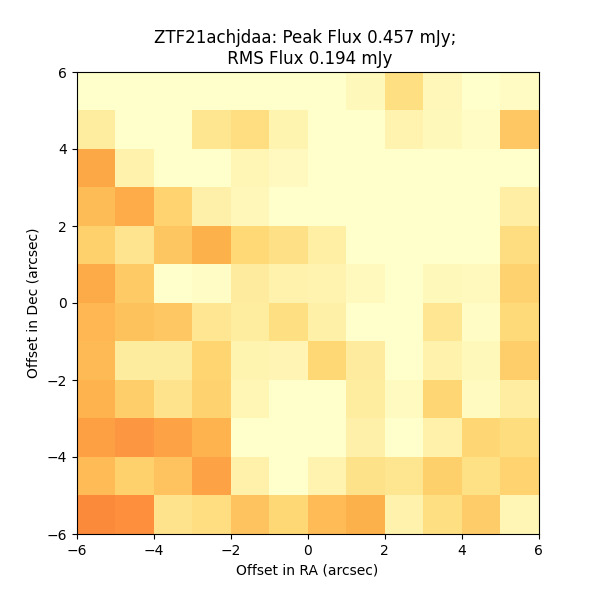 ZTF21achjdaa: Peak Flux 0.457 mJy;
RMS Flux 0.194 mJy
6
4
2
0
−2
−4
−6
Offset in Dec (arcsec)
−6 −4 −2 0 2 4 6
Offset in RA (arcsec)